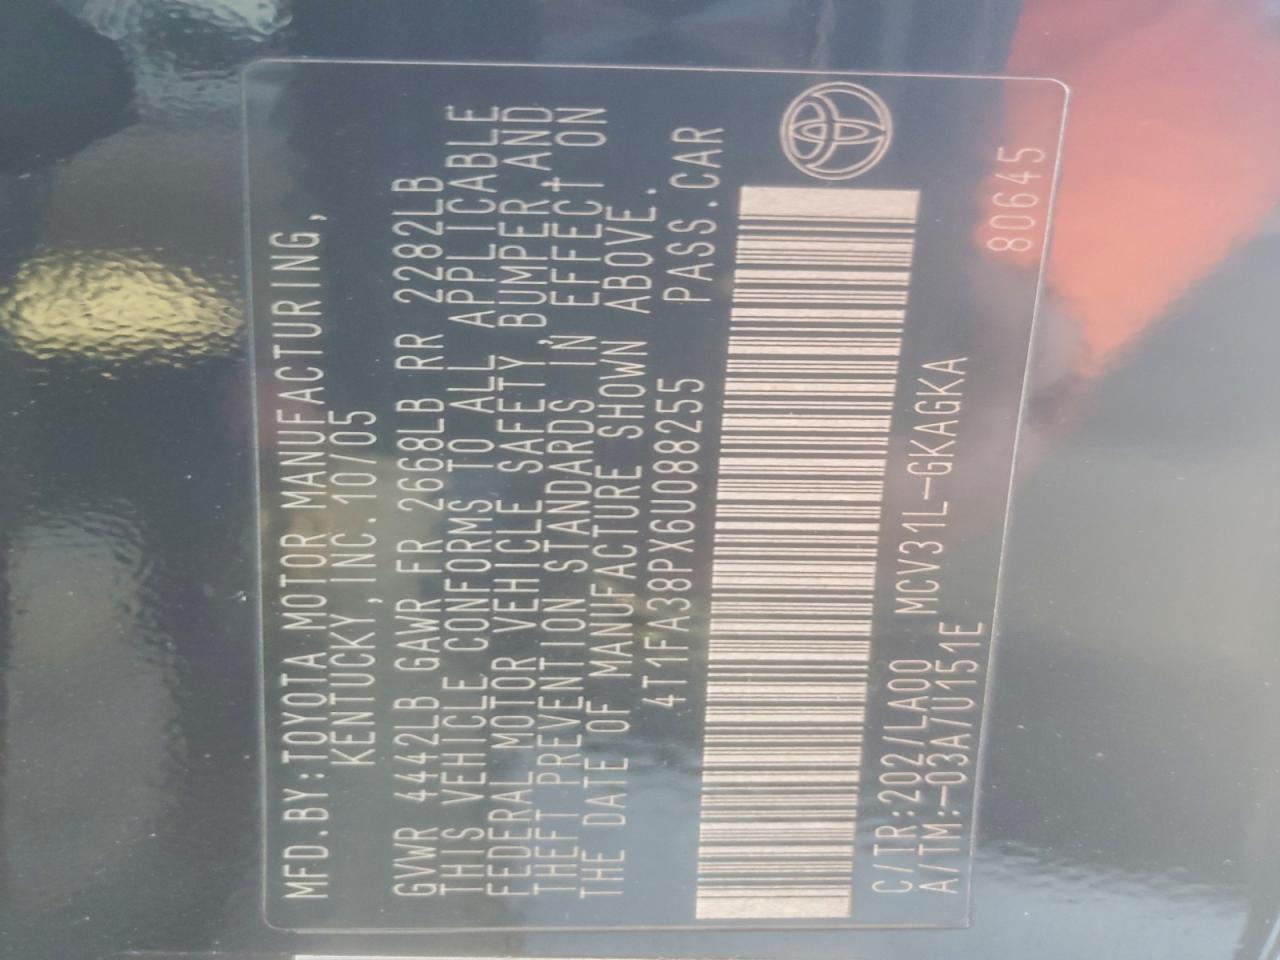 MFD.BY:TOYOTA MOTOR MANUFACTURING,
KENTUCKY,INC. 10/05
GVWR 4442LB GAWR FR 2668LB RR 2282LB
THIS VEHICLE CONFORMS TO ALL APPLICABLE
FEDERAL MOTOR VEHICLE SAFETY,BUMPER,AND
THEFT PREVENTION STANDARDS IN EFFECT ON
THE DATE OF MANUFACTURE SHOWN ABOVE.
4T1FA38PX6U088255 PASS.CAR
C/TR:202/LA00 MCV31L-GKAGKA
A/TM:-03A/U151E 80645